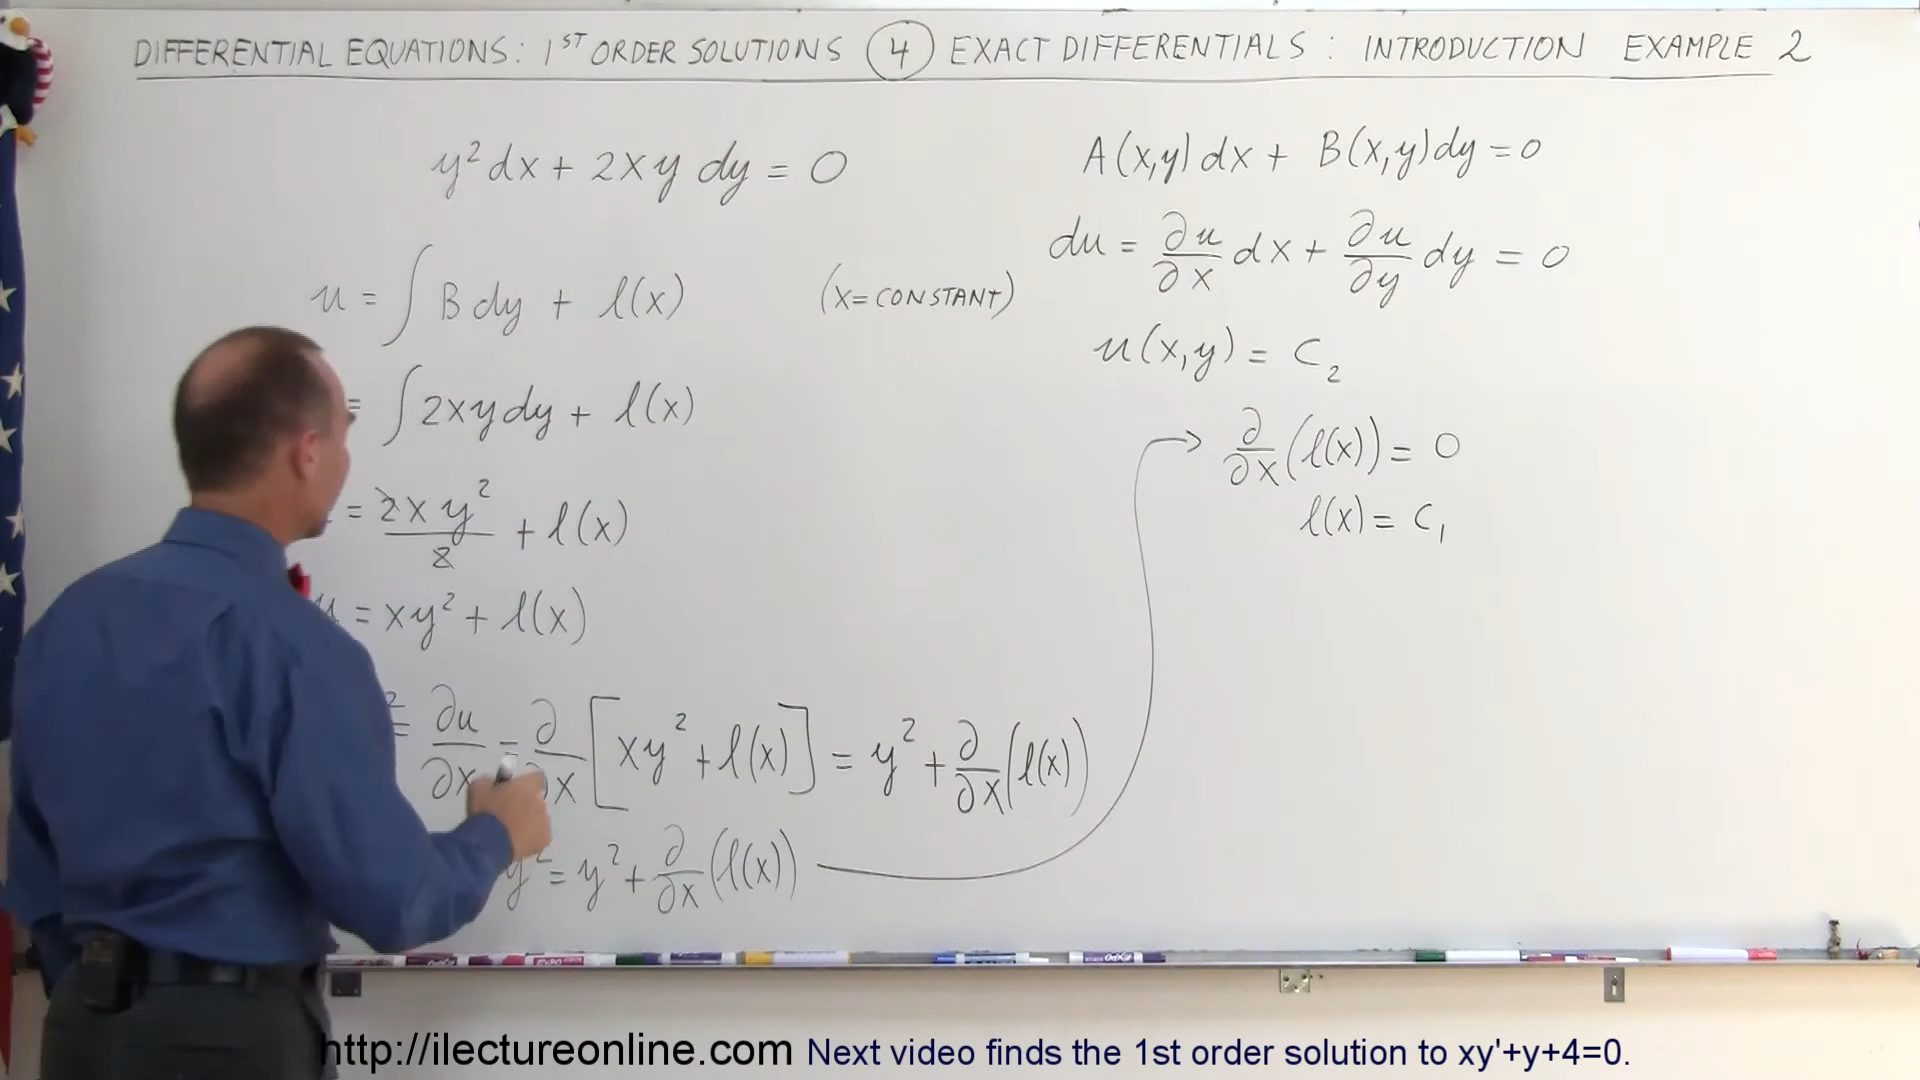 DIFFERENTIAL EQUATIONS: 1ST ORDER SOLUTIONS 4 EXACT DIFFERENTIALS: INTRODUCTION EXAMPLE 2
y² dx + 2xy dy = 0
u = ∫ B dy + l(x) (x=CONSTANT)
= ∫ 2xy dy + l(x)
= 2xy²/2 + l(x)
u = xy² + l(x)
² = ∂u/∂x = ∂/∂x [xy² + l(x)] = y² + ∂/∂x (l(x))
y² = y² + ∂/∂x (l(x))
A(x,y) dx + B(x,y) dy = 0
du = ∂u/∂x dx + ∂u/∂y dy = 0
u(x,y) = C₂
→ ∂/∂x (l(x)) = 0
l(x) = C₁
http://ilectureonline.com Next video finds the 1st order solution to xy'+y+4=0.